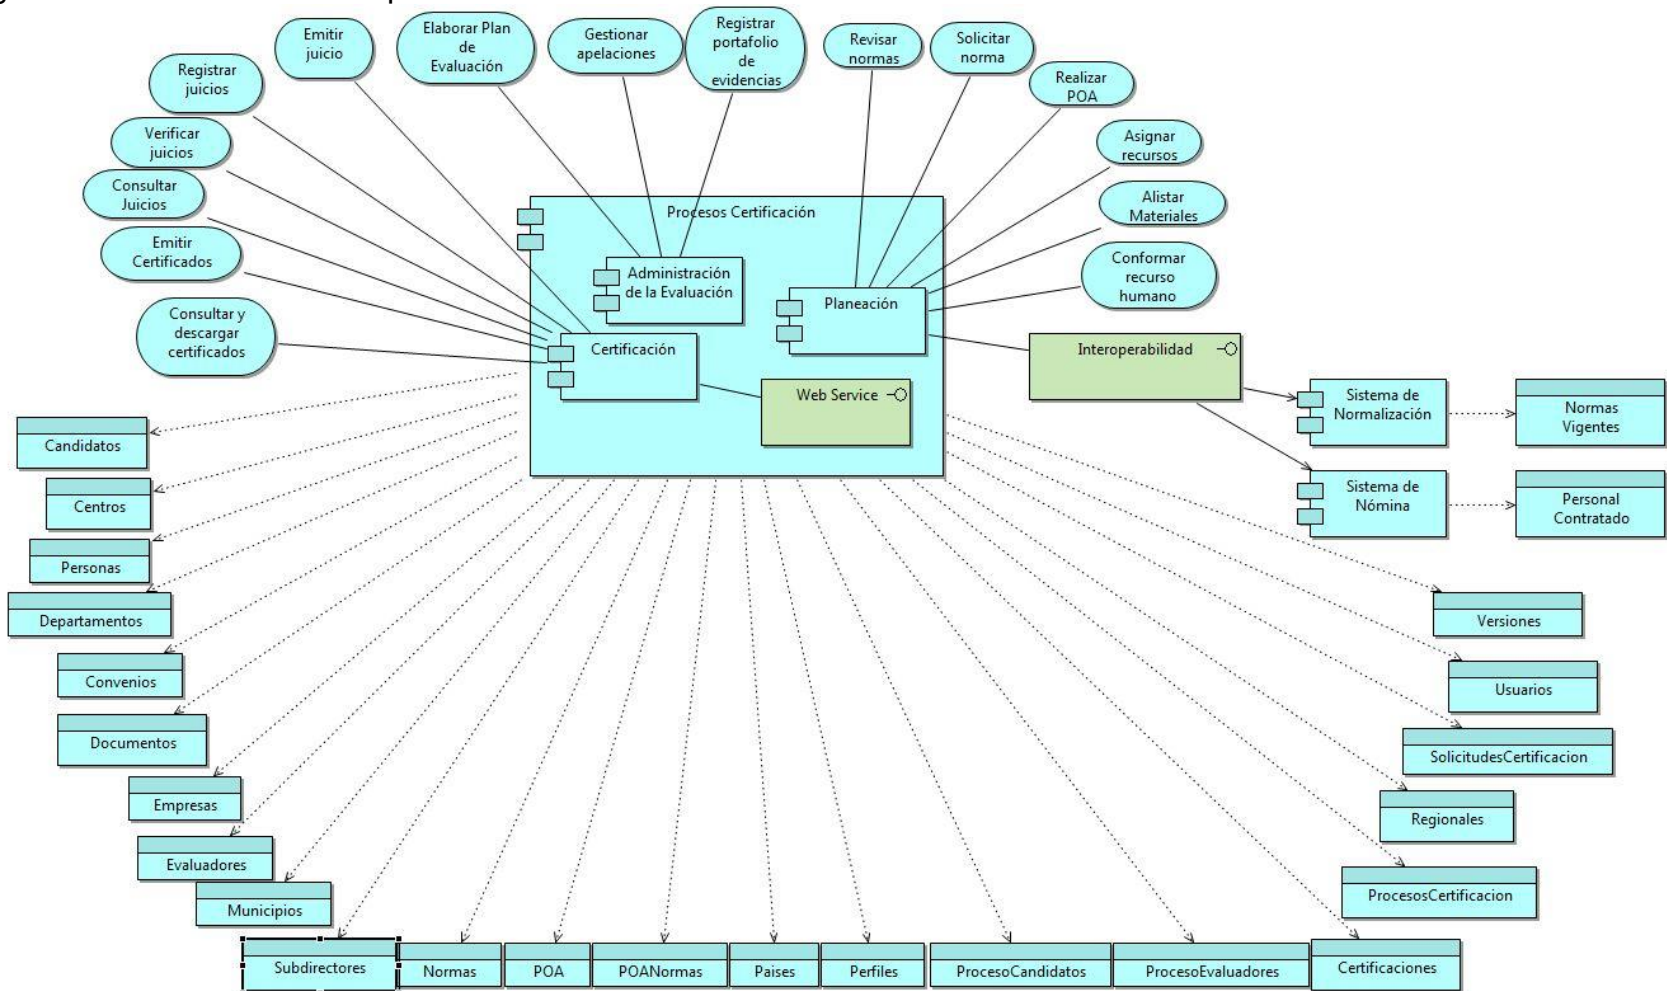 Emitir
juicio
Elaborar Plan
de
Evaluación
Gestionar
apelaciones
Registrar
portafolio
de
evidencias
Revisar
normas
Solicitar
norma
Registrar
juicios
Realizar
POA
Verificar
juicios
Asignar
recursos
Consultar
Juicios
Alistar
Materiales
Emitir
Certificados
Conformar
recurso
humano
Consultar y
descargar
certificados
Procesos Certificación
Administración
de la Evaluación
Planeación
Certificación
Web Service
Interoperabilidad
Sistema de
Normalización
Normas
Vigentes
Sistema de
Nómina
Personal
Contratado
Candidatos
Centros
Personas
Departamentos
Convenios
Documentos
Empresas
Evaluadores
Municipios
Subdirectores
Normas
POA
POANormas
Paises
Perfiles
ProcesoCandidatos
ProcesoEvaluadores
Certificaciones
ProcesosCertificacion
Regionales
SolicitudesCertificacion
Usuarios
Versiones